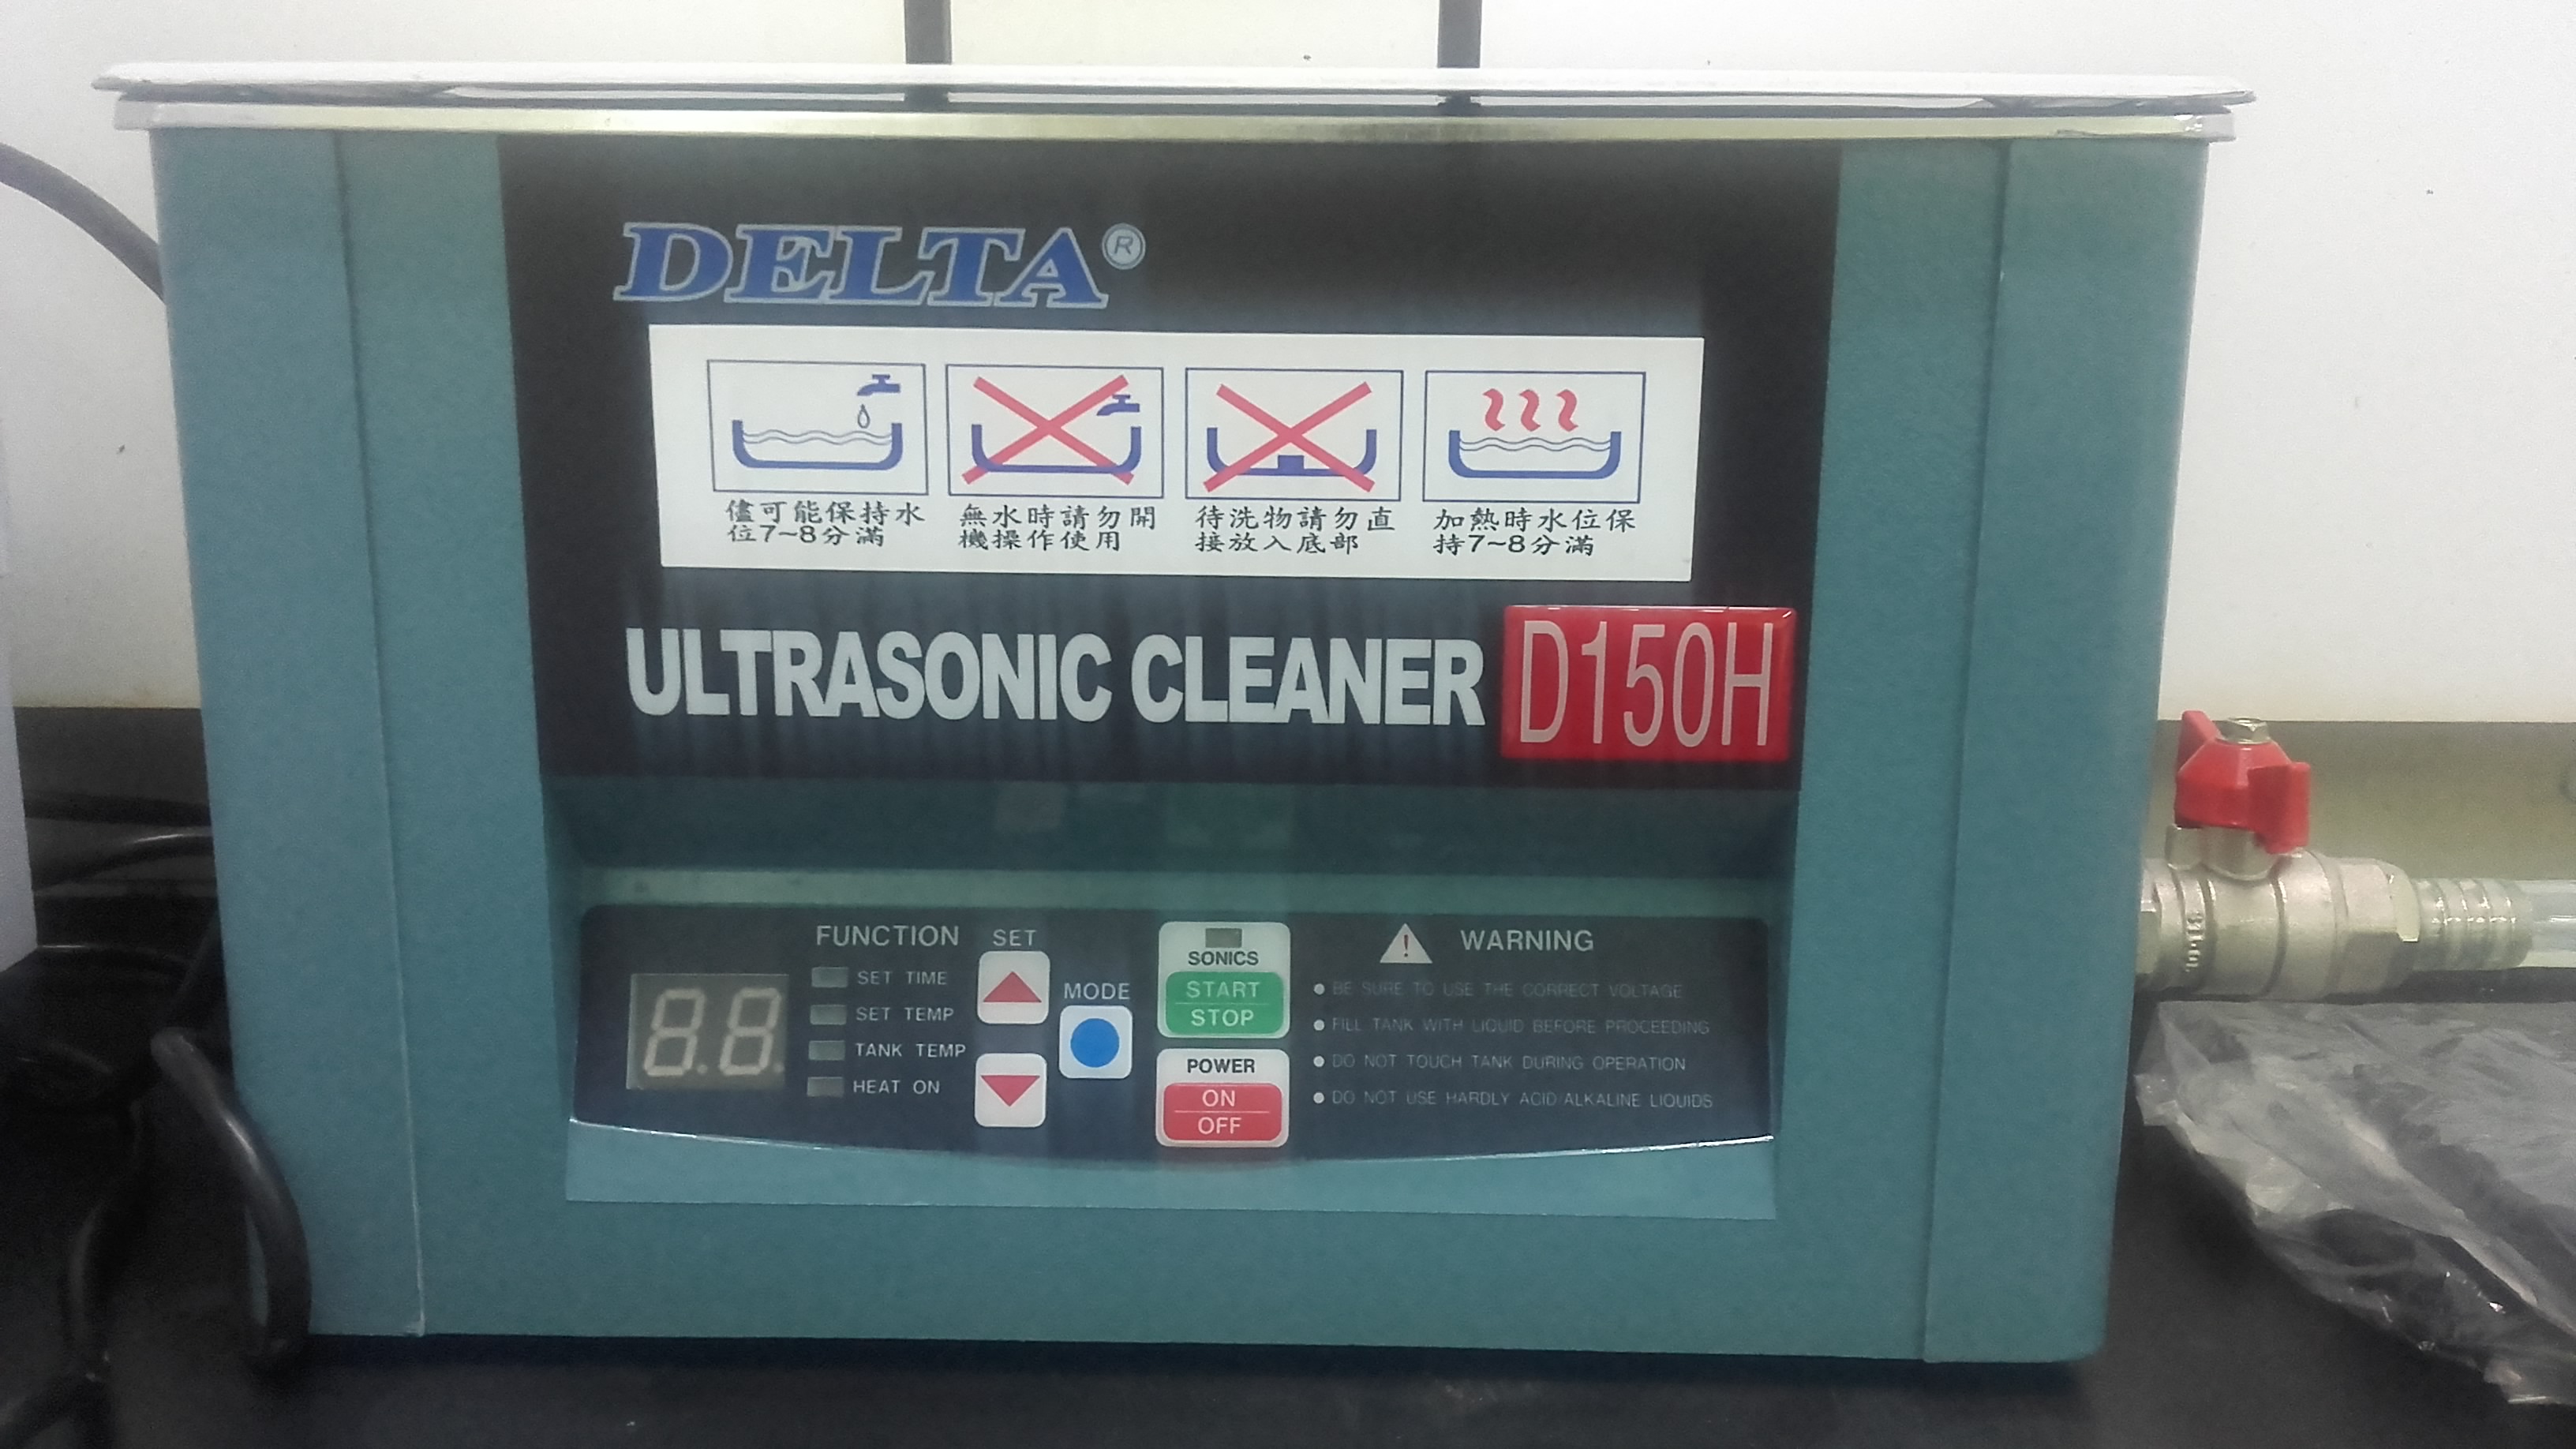 DELTA®
儘可能保持水
位7~8分滿
無水時請勿開
機操作使用
待洗物請勿直
接放入底部
加熱時水位保
持7~8分滿
ULTRASONIC CLEANER D150H
FUNCTION
SET TIME
SET TEMP
TANK TEMP
HEAT ON
SET
MODE
SONICS
START
STOP
POWER
ON
OFF
WARNING
● BE SURE TO USE THE CORRECT VOLTAGE
● FILL TANK WITH LIQUID BEFORE PROCEEDING
● DO NOT TOUCH TANK DURING OPERATION
● DO NOT USE HARDLY ACID ALKALINE LIQUIDS